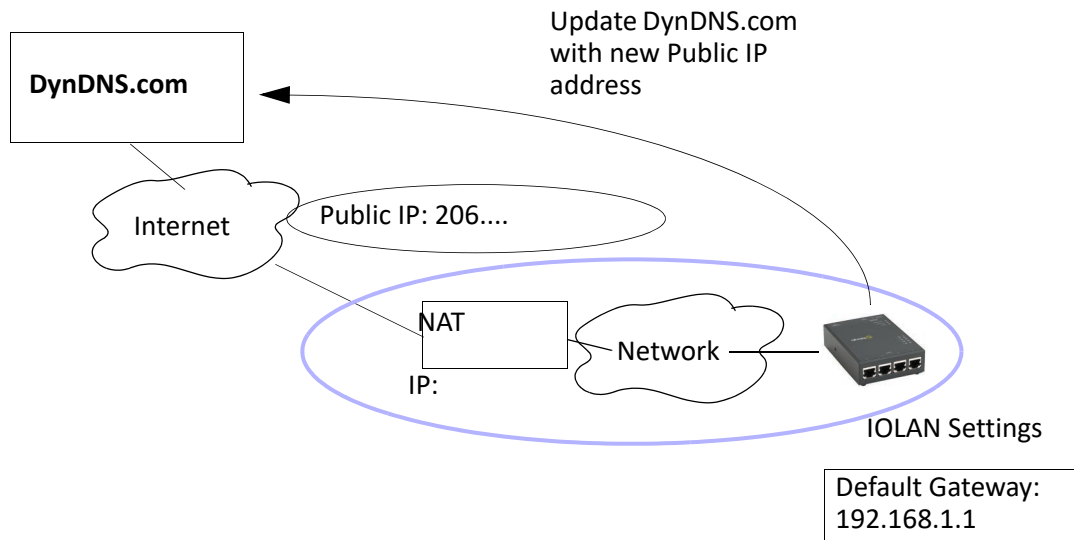 Update DynDNS.com
with new Public IP
address
DynDNS.com
Internet
Public IP: 206....
NAT
IP:
Network
IOLAN Settings
Default Gateway:
192.168.1.1